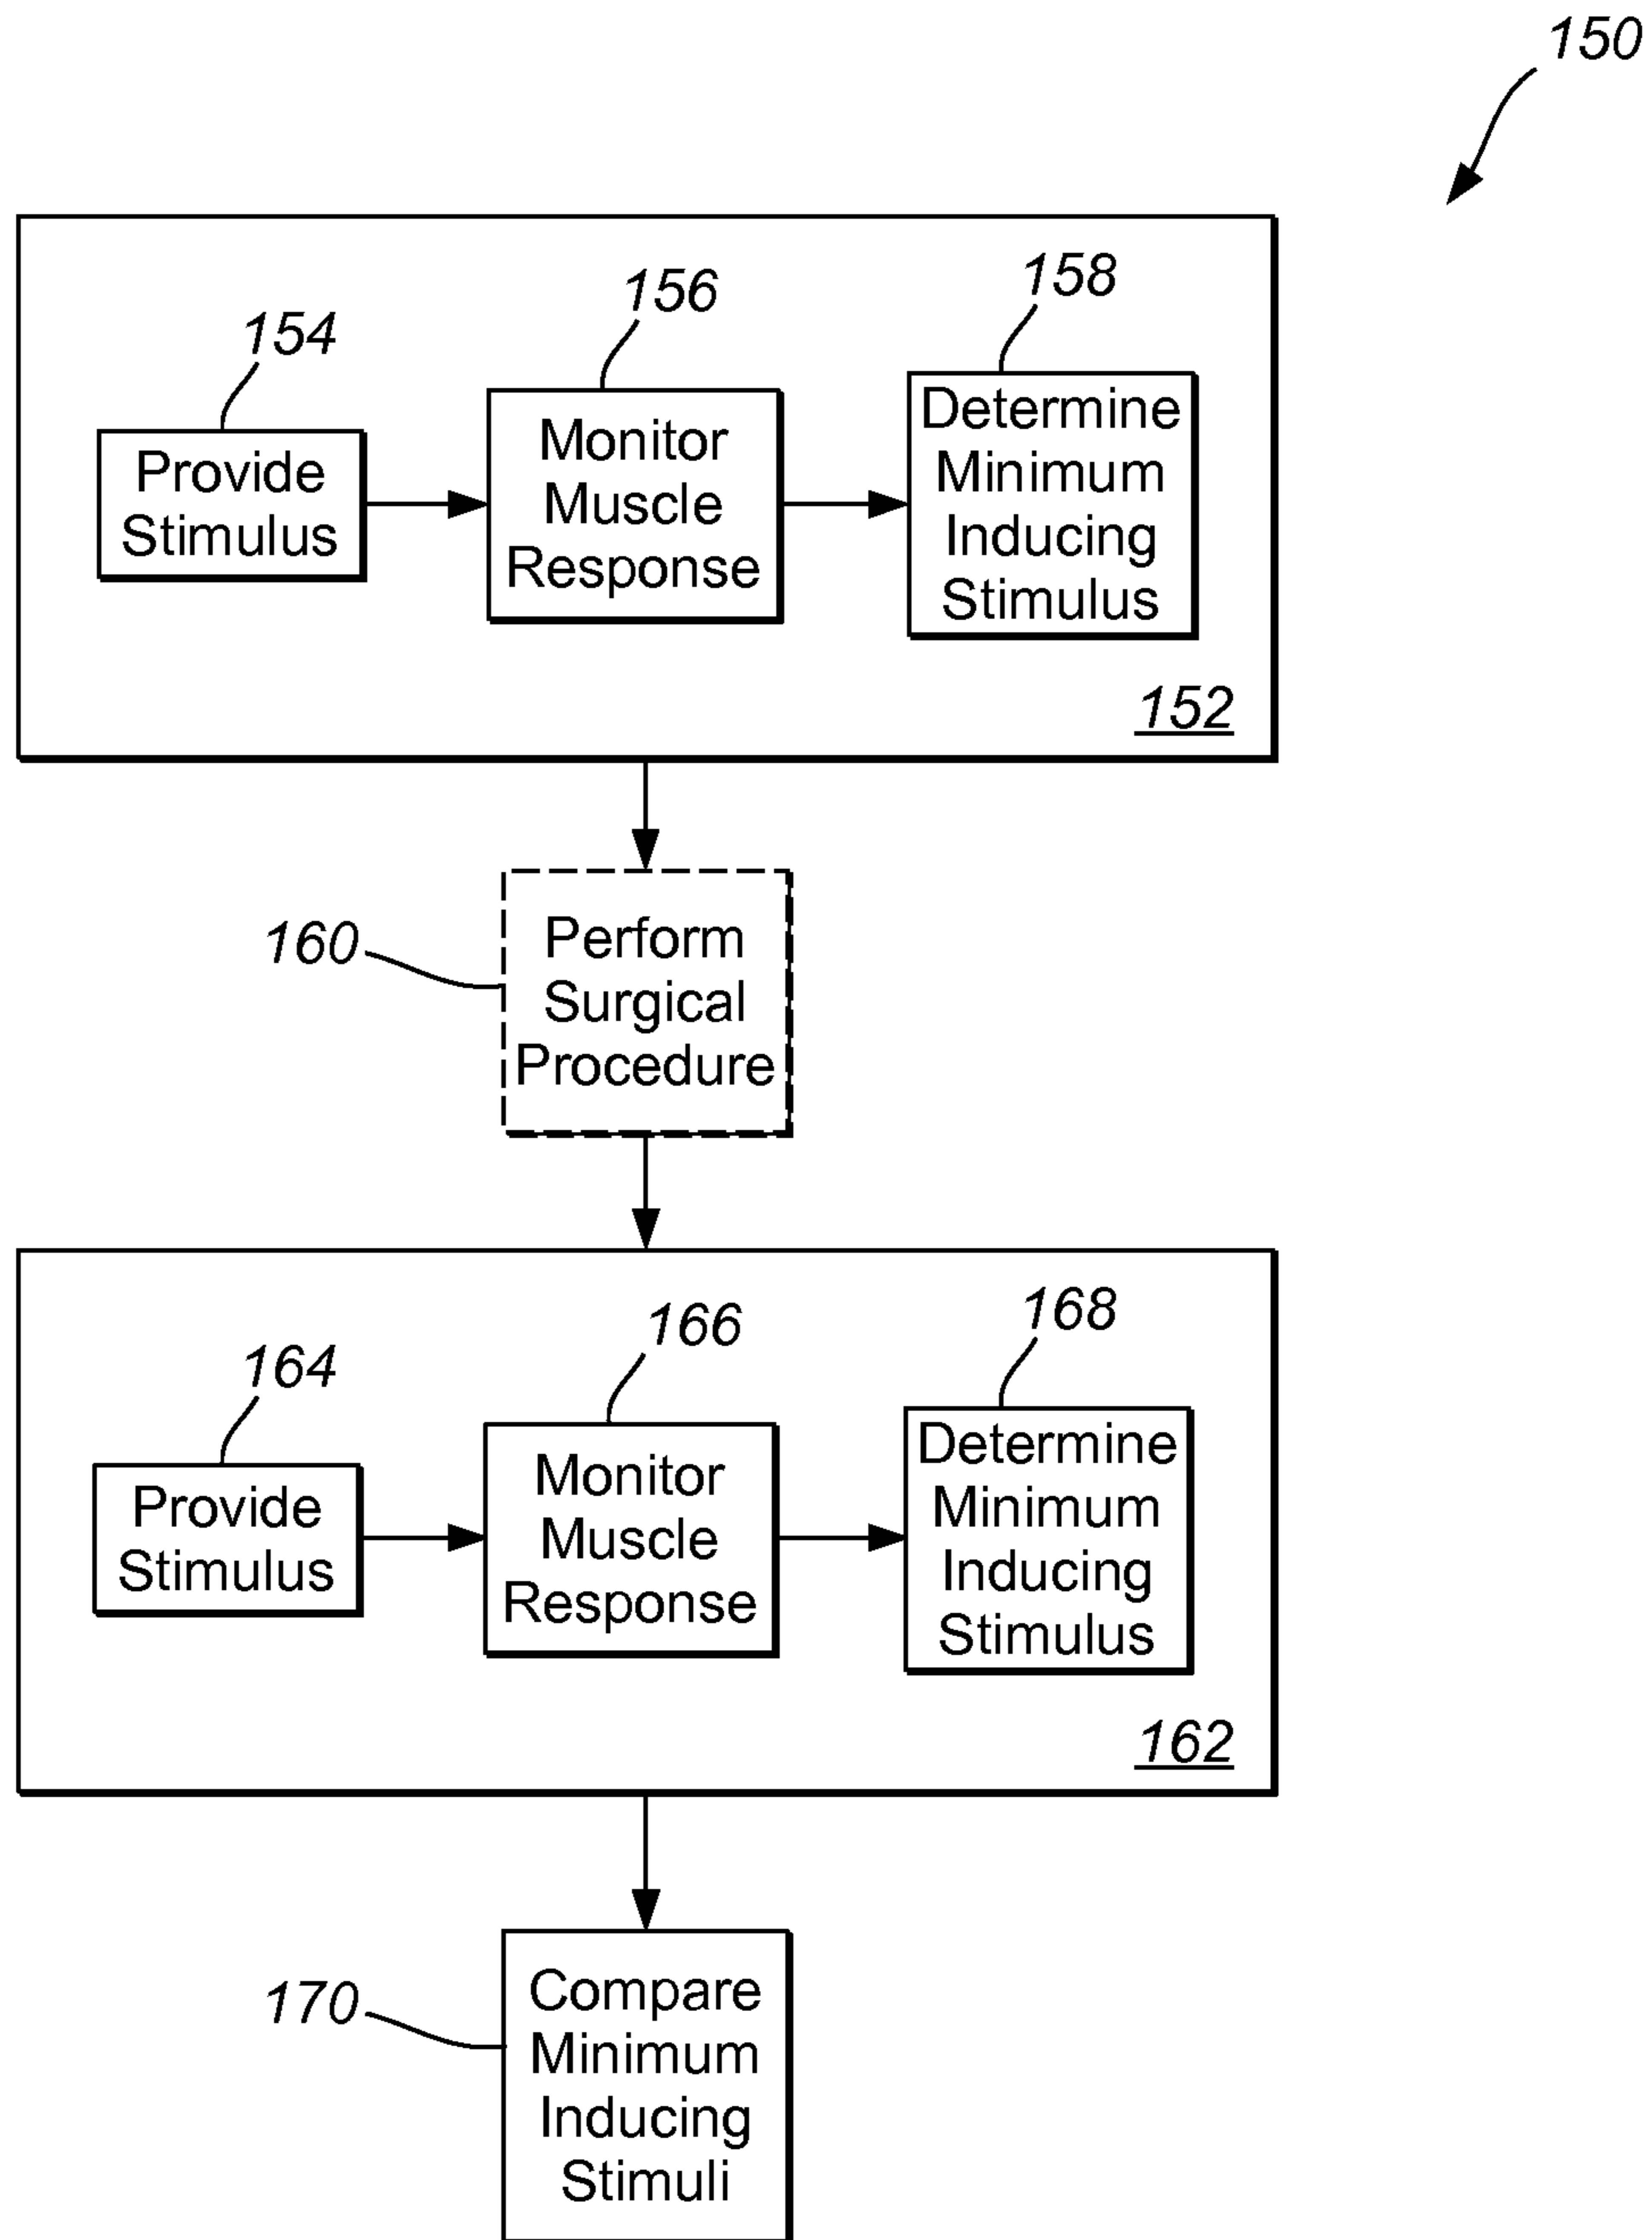 150
154
156
158
Provide
Stimulus
Monitor
Muscle
Response
Determine
Minimum
Inducing
Stimulus
152
160
Perform
Surgical
Procedure
164
166
168
Provide
Stimulus
Monitor
Muscle
Response
Determine
Minimum
Inducing
Stimulus
162
170
Compare
Minimum
Inducing
Stimuli